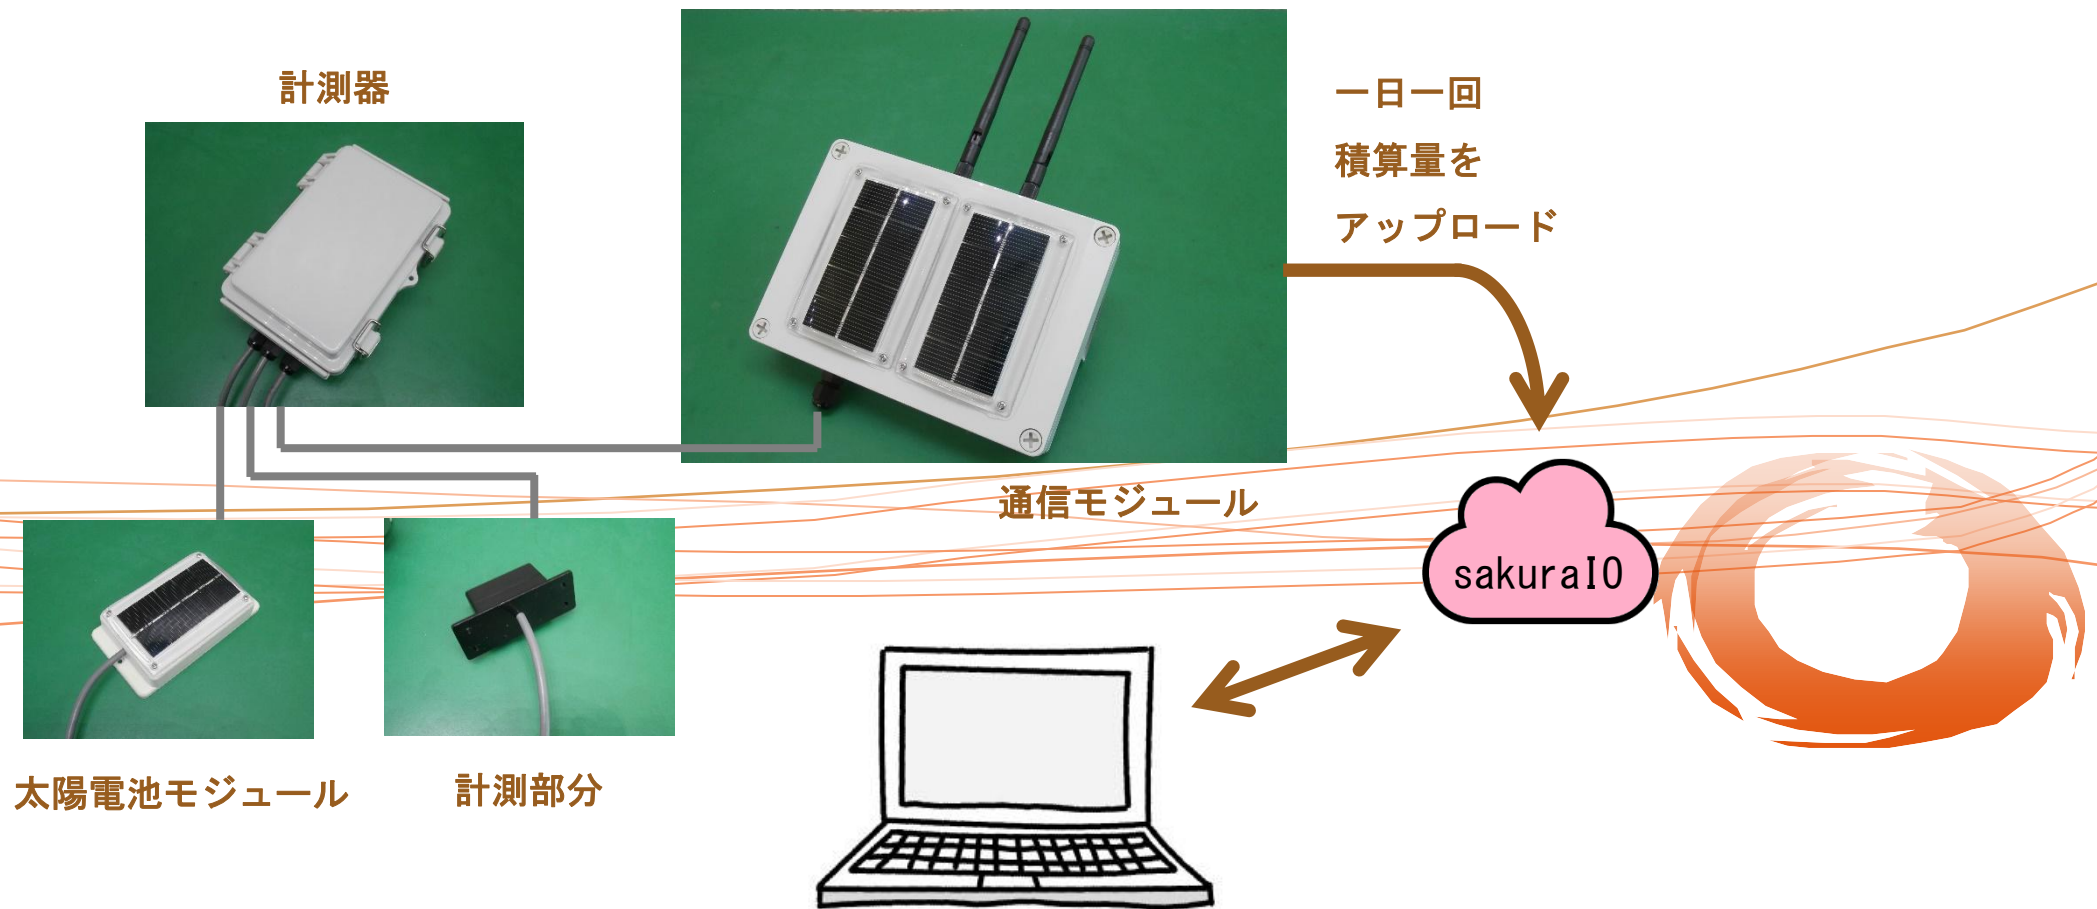 計測器
一日一回
積算量を
アップロード
通信モジュール
sakuraIO
太陽電池モジュール
計測部分